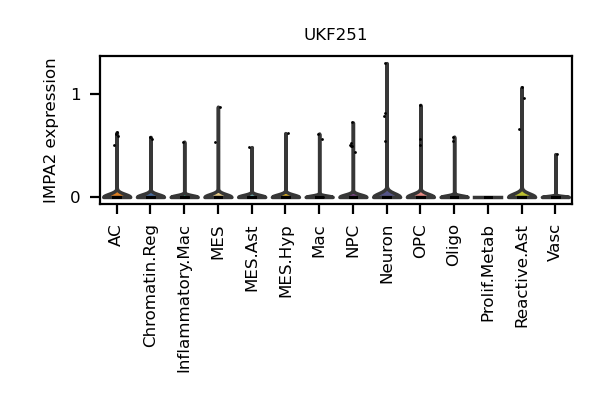 UKF251
IMPA2 expression
1
0
AC
Chromatin.Reg
Inflammatory.Mac
MES
MES.Ast
MES.Hyp
Mac
NPC
Neuron
OPC
Oligo
Prolif.Metab
Reactive.Ast
Vasc